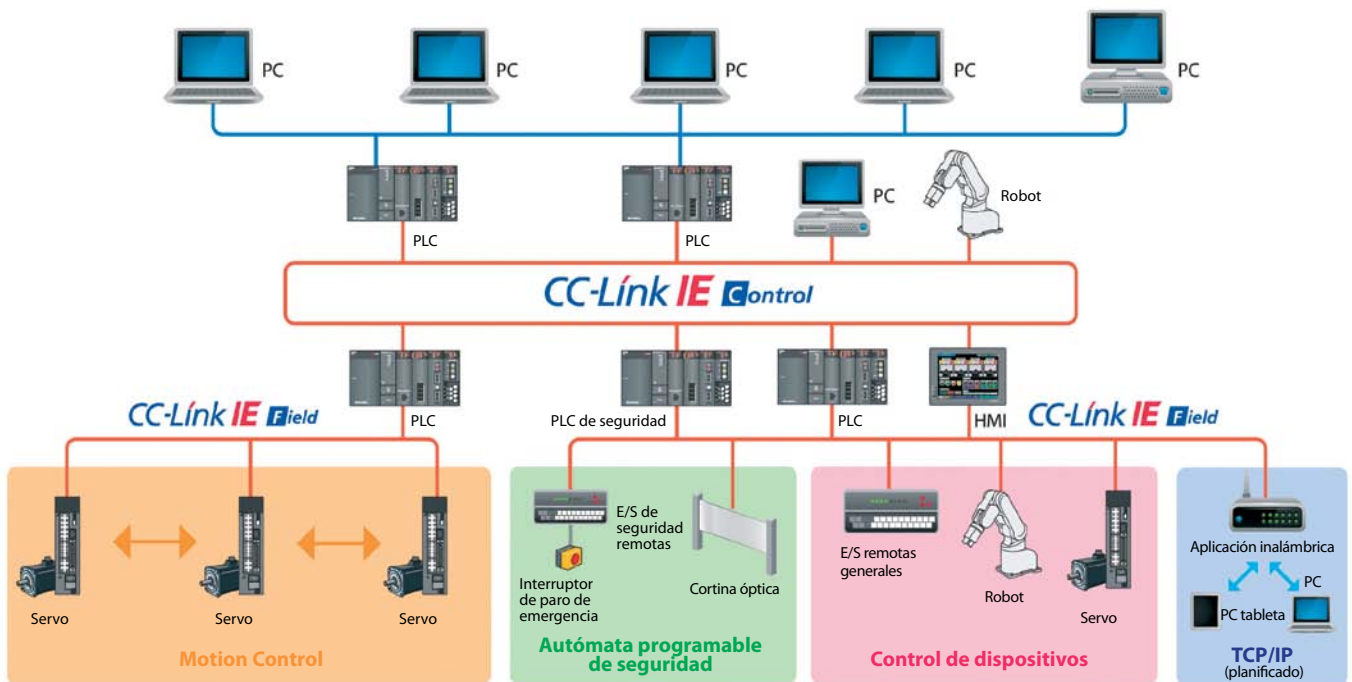 PC
PC
PC
PC
PC
PLC
PLC
PC
Robot
CC-Link IE Control
PLC
PLC de seguridad
PLC
HMI
CC-Link IE Field
CC-Link IE Field
Servo
Servo
Servo
Motion Control
E/S de
seguridad
remotas
Interruptor
de paro de
emergencia
Cortina óptica
Autómata programable
de seguridad
E/S remotas
generales
Robot
Servo
Control de dispositivos
Aplicación inalámbrica
PC
PC tableta
TCP/IP
(planificado)